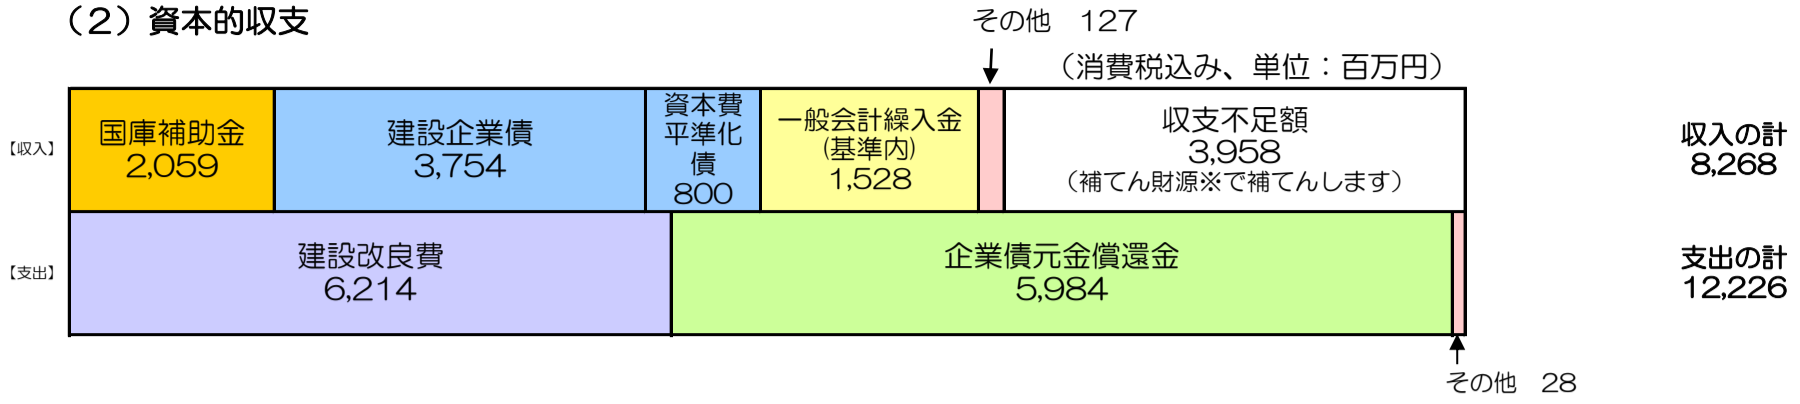 （２）資本的収支
その他　127
（消費税込み、単位：百万円）
【収入】
国庫補助金
2,059
建設企業債
3,754
資本費
平準化
債
800
一般会計繰入金
(基準内)
1,528
収支不足額
3,958
（補てん財源※で補てんします）
収入の計
8,268
【支出】
建設改良費
6,214
企業債元金償還金
5,984
支出の計
12,226
その他　28